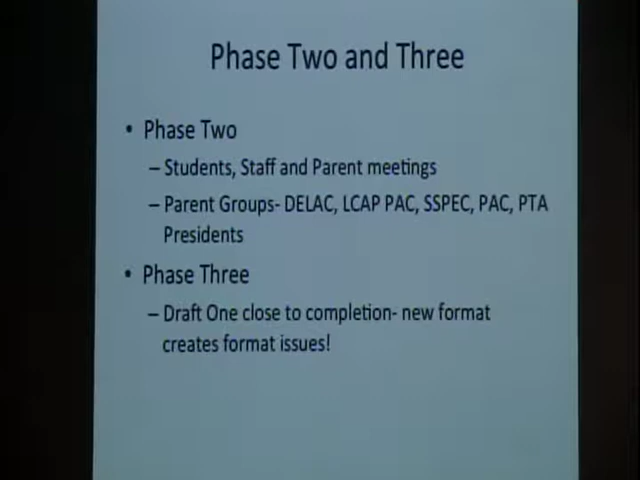 Phase Two and Three
• Phase Two
– Students, Staff and Parent meetings
– Parent Groups- DELAC, LCAP PAC, SSPEC, PAC, PTA
Presidents
• Phase Three
– Draft One close to completion- new format
creates format issues!